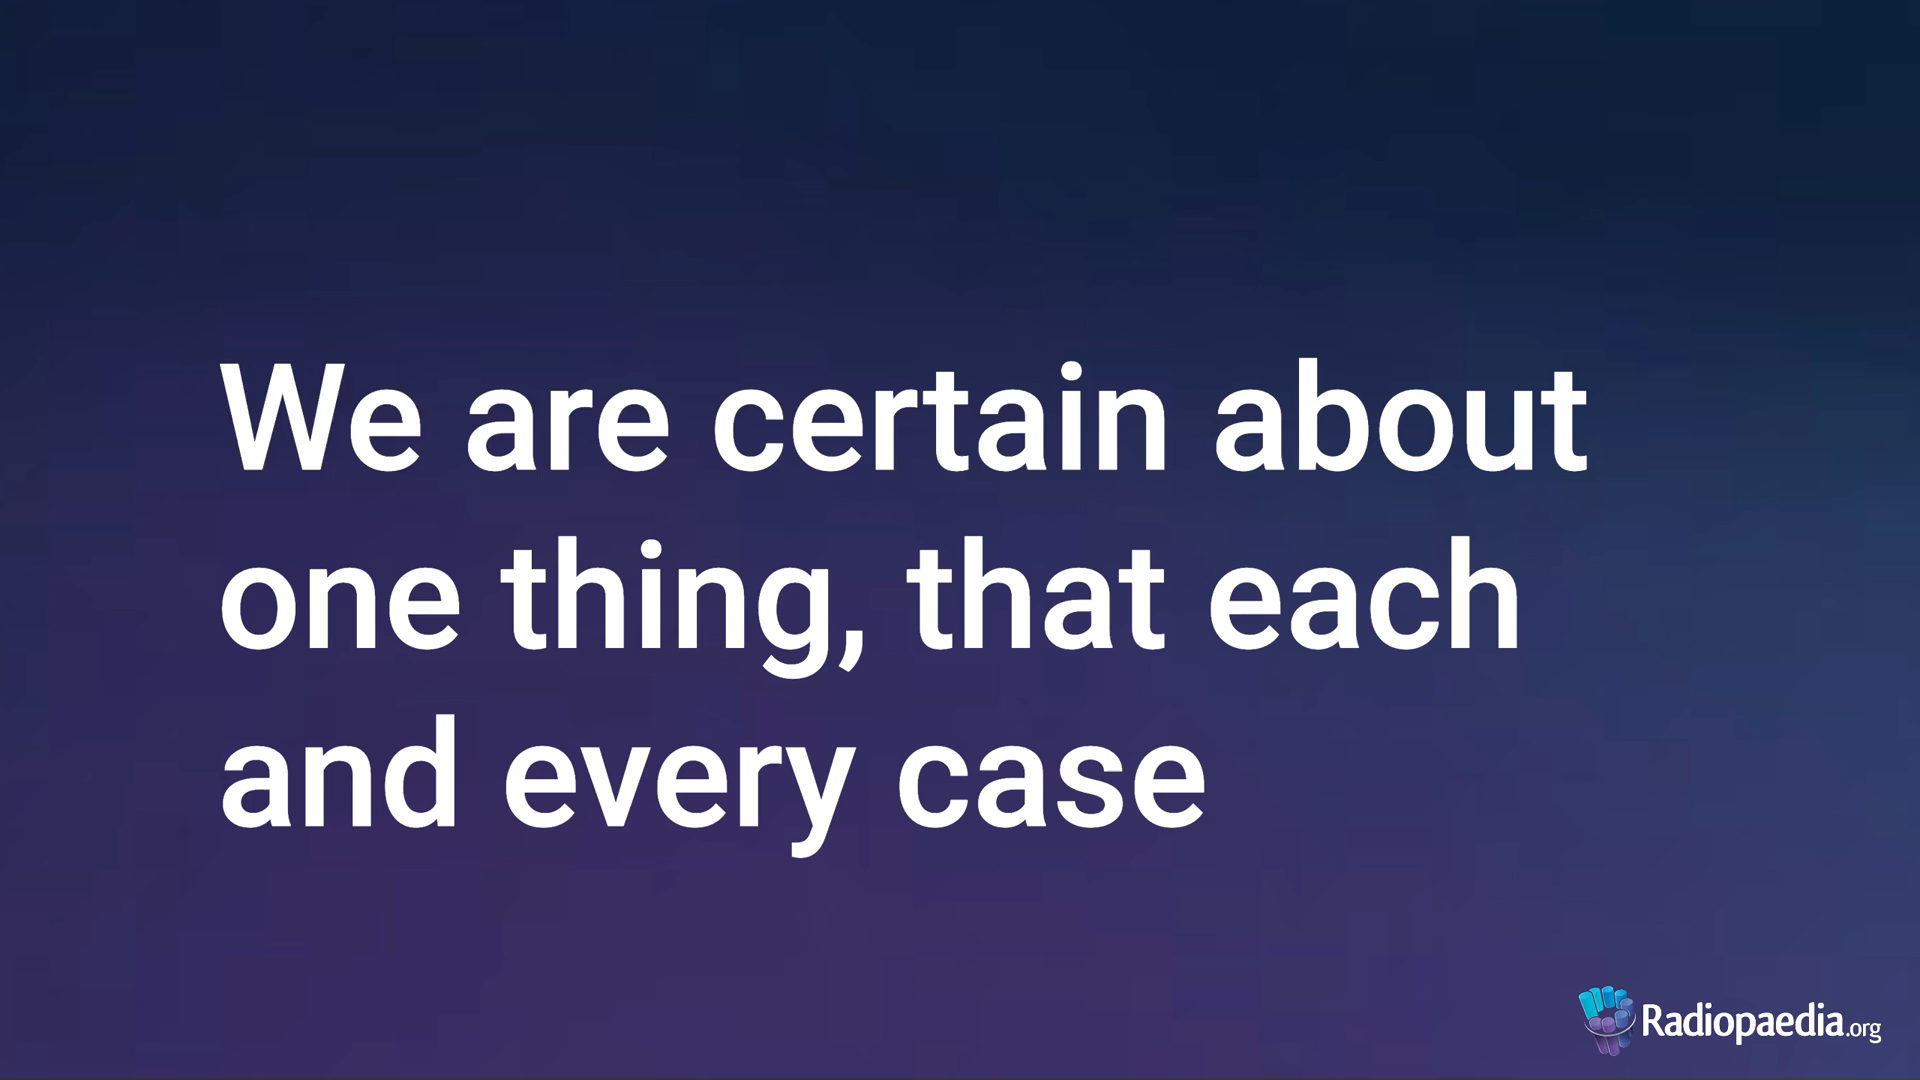 We are certain about
one thing, that each
and every case
Radiopaedia.org